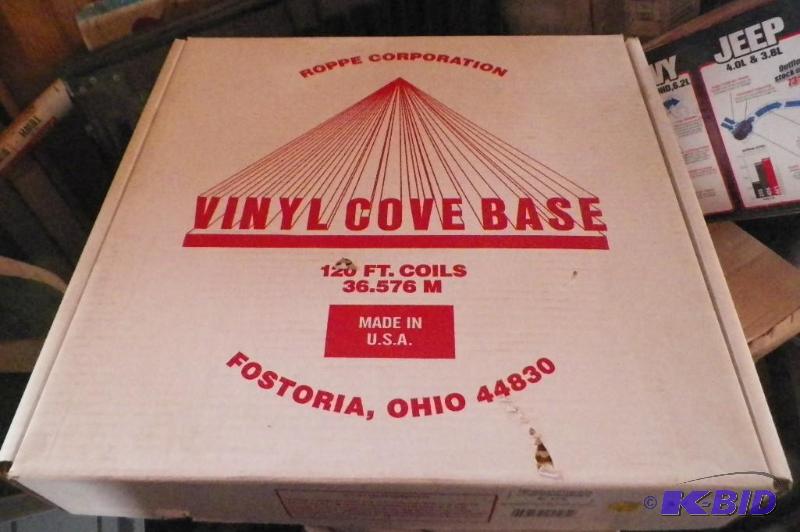 ROPPE CORPORATION
VINYL COVE BASE
120 FT. COILS
36.576 M
MADE IN
U.S.A.
FOSTORIA, OHIO 44830
JEEP
4.0L & 3.8L
© K-BID